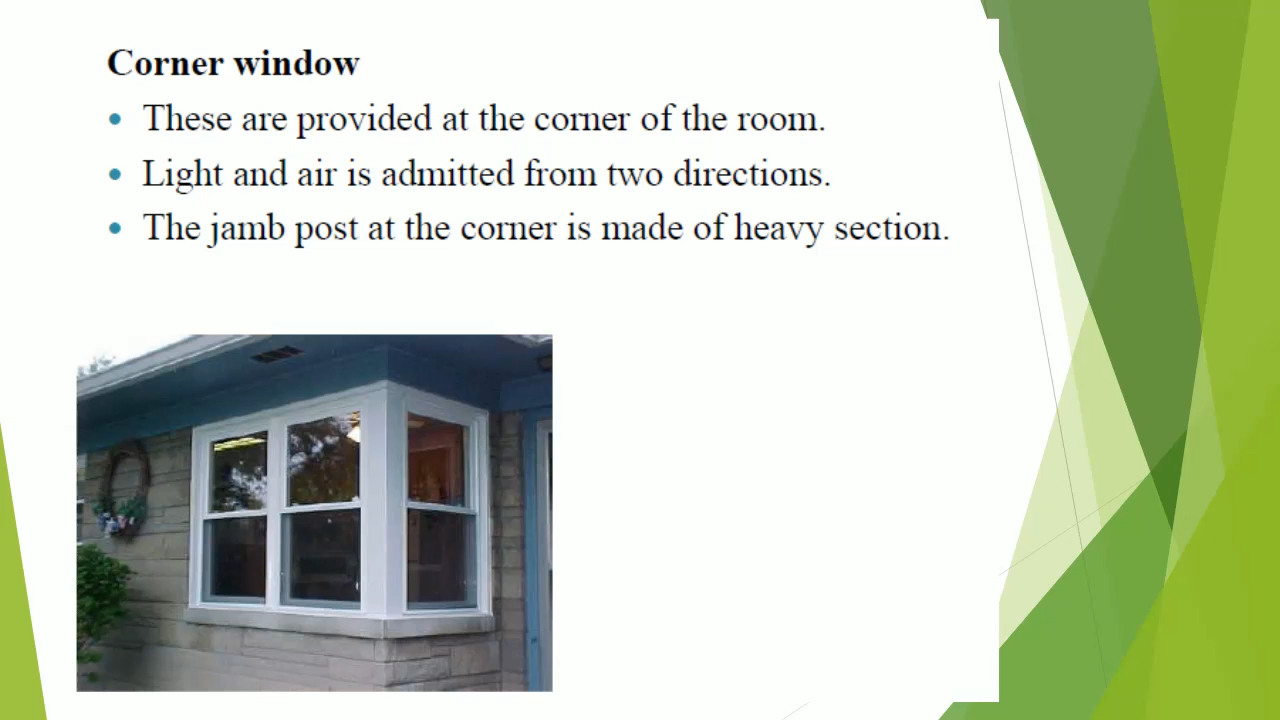 Corner window
• These are provided at the corner of the room.
• Light and air is admitted from two directions.
• The jamb post at the corner is made of heavy section.